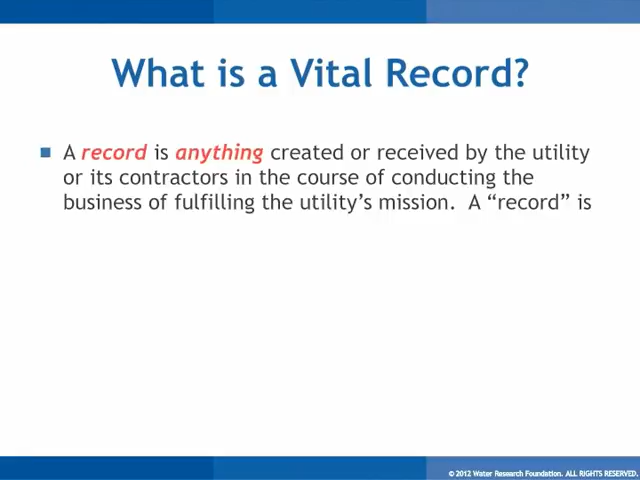 What is a Vital Record?
A record is anything created or received by the utility
or its contractors in the course of conducting the
business of fulfilling the utility’s mission.  A “record” is
© 2012 Water Research Foundation. ALL RIGHTS RESERVED.